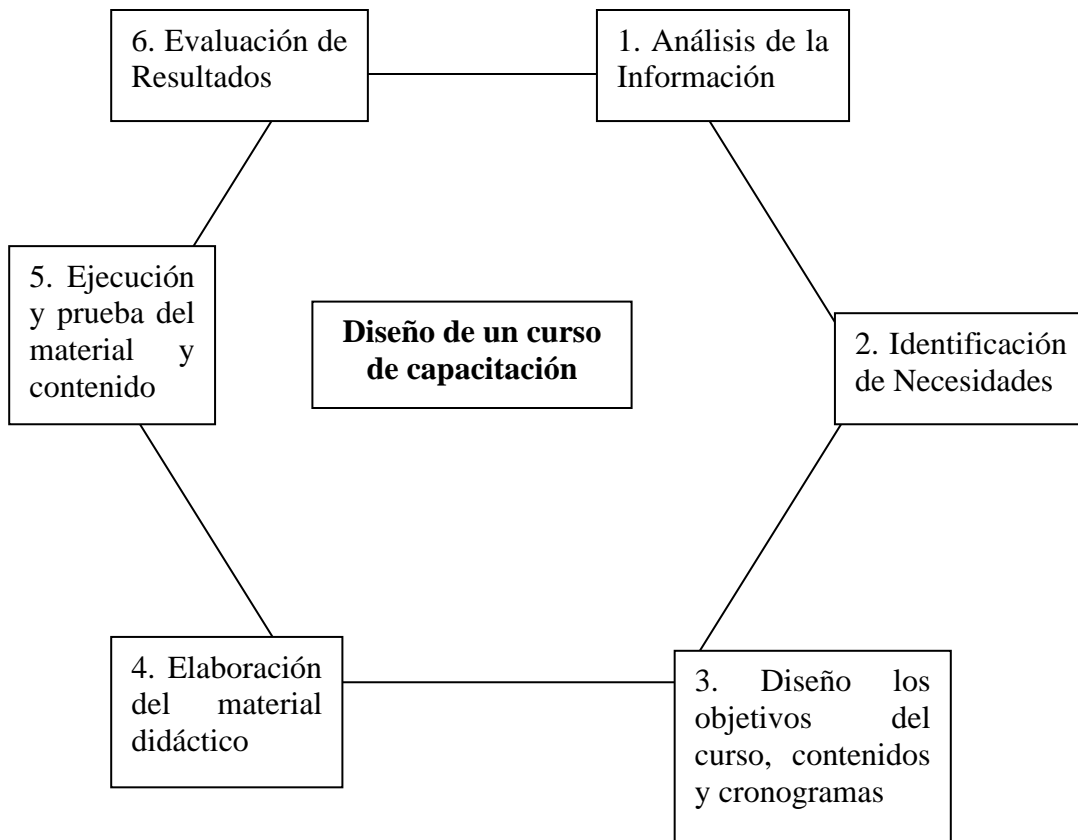 6. Evaluación de
Resultados
1. Análisis de la
Información
5. Ejecución
y prueba del
material y
contenido
Diseño de un curso
de capacitación
2. Identificación
de Necesidades
4. Elaboración
del material
didáctico
3. Diseño los
objetivos del
curso, contenidos
y cronogramas